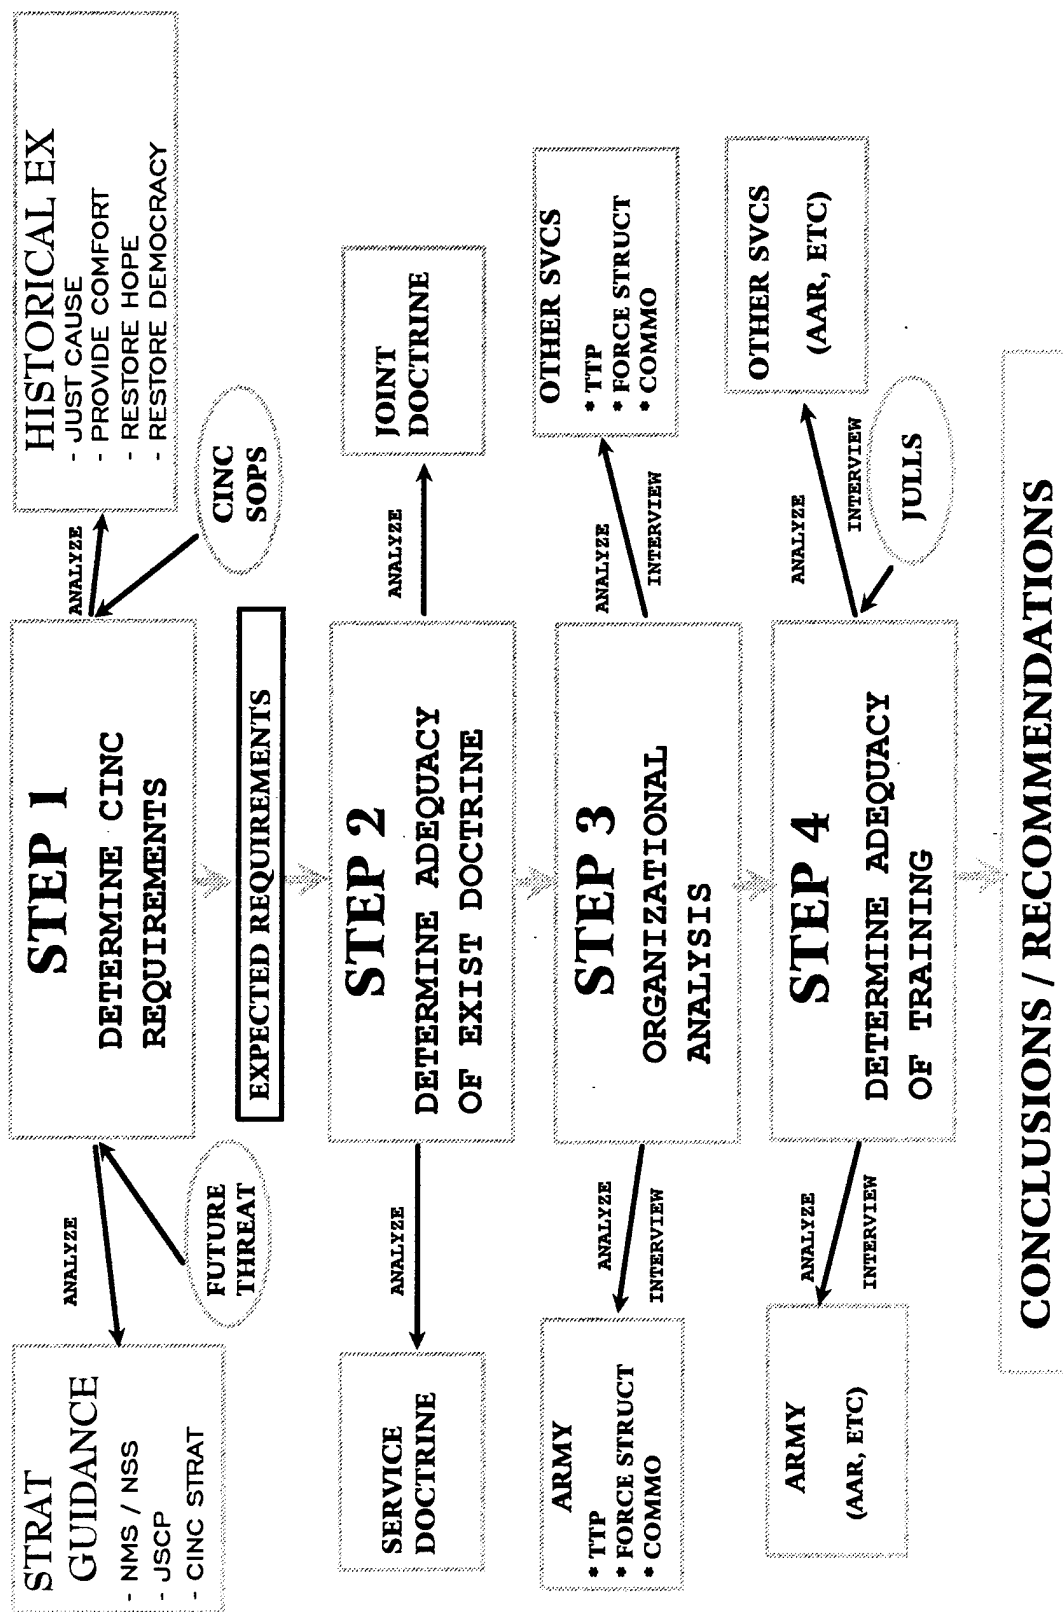 STRAT
GUIDANCE
- NMS / NSS
- JSCP
- CINC STRAT
ANALYZE
FUTURE
THREAT
STEP 1
DETERMINE CINC
REQUIREMENTS
ANALYZE
CINC
SOPS
HISTORICAL EX
- JUST CAUSE
- PROVIDE COMFORT
- RESTORE HOPE
- RESTORE DEMOCRACY
EXPECTED REQUIREMENTS
SERVICE
DOCTRINE
ANALYZE
STEP 2
DETERMINE ADEQUACY
OF EXIST DOCTRINE
ANALYZE
JOINT
DOCTRINE
ARMY
* TTP
* FORCE STRUCT
* COMMO
ANALYZE
INTERVIEW
STEP 3
ORGANIZATIONAL
ANALYSIS
ANALYZE
INTERVIEW
OTHER SVCS
* TTP
* FORCE STRUCT
* COMMO
ARMY
(AAR, ETC)
ANALYZE
INTERVIEW
STEP 4
DETERMINE ADEQUACY
OF TRAINING
ANALYZE
INTERVIEW
JULLS
OTHER SVCS
(AAR, ETC)
CONCLUSIONS / RECOMMENDATIONS